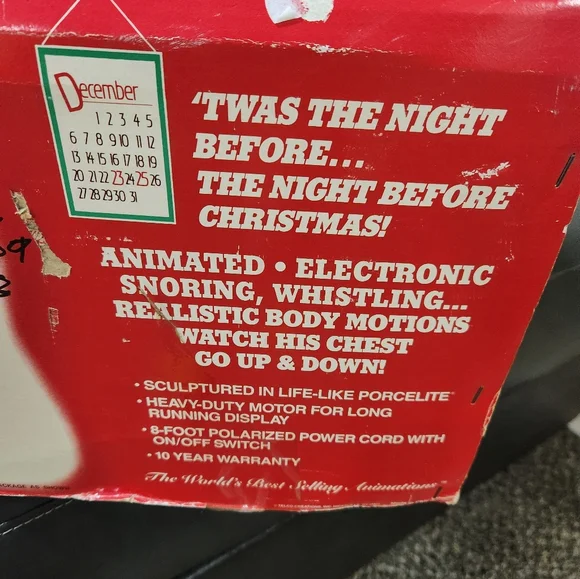 December
1 2 3 4 5
6 7 8 9 10 11 12
13 14 15 16 17 18 19
20 21 22 23 24 25 26
27 28 29 30 31
'TWAS THE NIGHT
BEFORE...
THE NIGHT BEFORE
CHRISTMAS!
ANIMATED • ELECTRONIC
SNORING, WHISTLING...
REALISTIC BODY MOTIONS
WATCH HIS CHEST
GO UP & DOWN!
• SCULPTURED IN LIFE-LIKE PORCELITE
• HEAVY-DUTY MOTOR FOR LONG
RUNNING DISPLAY
• 8-FOOT POLARIZED POWER CORD WITH
ON/OFF SWITCH
• 10 YEAR WARRANTY
The World's Best Selling Animations
AS SHOWN